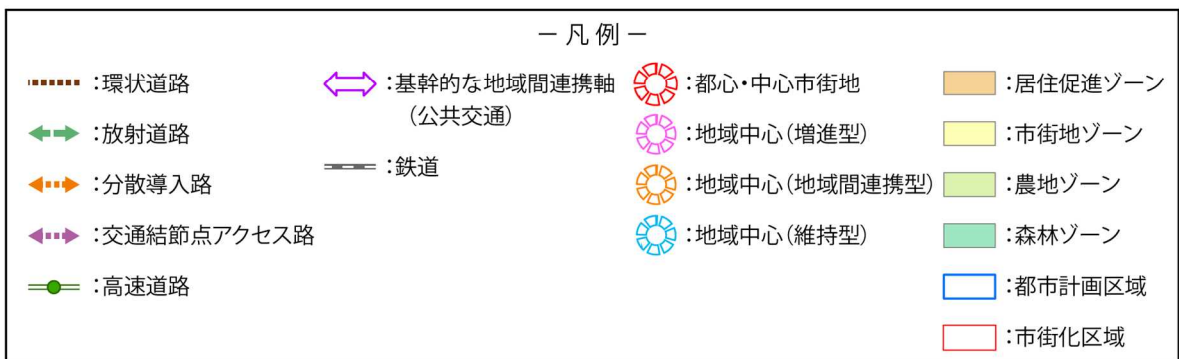 －凡例－
：環状道路
：放射道路
：分散導入路
：交通結節点アクセス路
：高速道路
：基幹的な地域間連携軸
（公共交通）
：鉄道
：都心・中心市街地
：地域中心（増進型）
：地域中心（地域間連携型）
：地域中心（維持型）
：居住促進ゾーン
：市街地ゾーン
：農地ゾーン
：森林ゾーン
：都市計画区域
：市街化区域